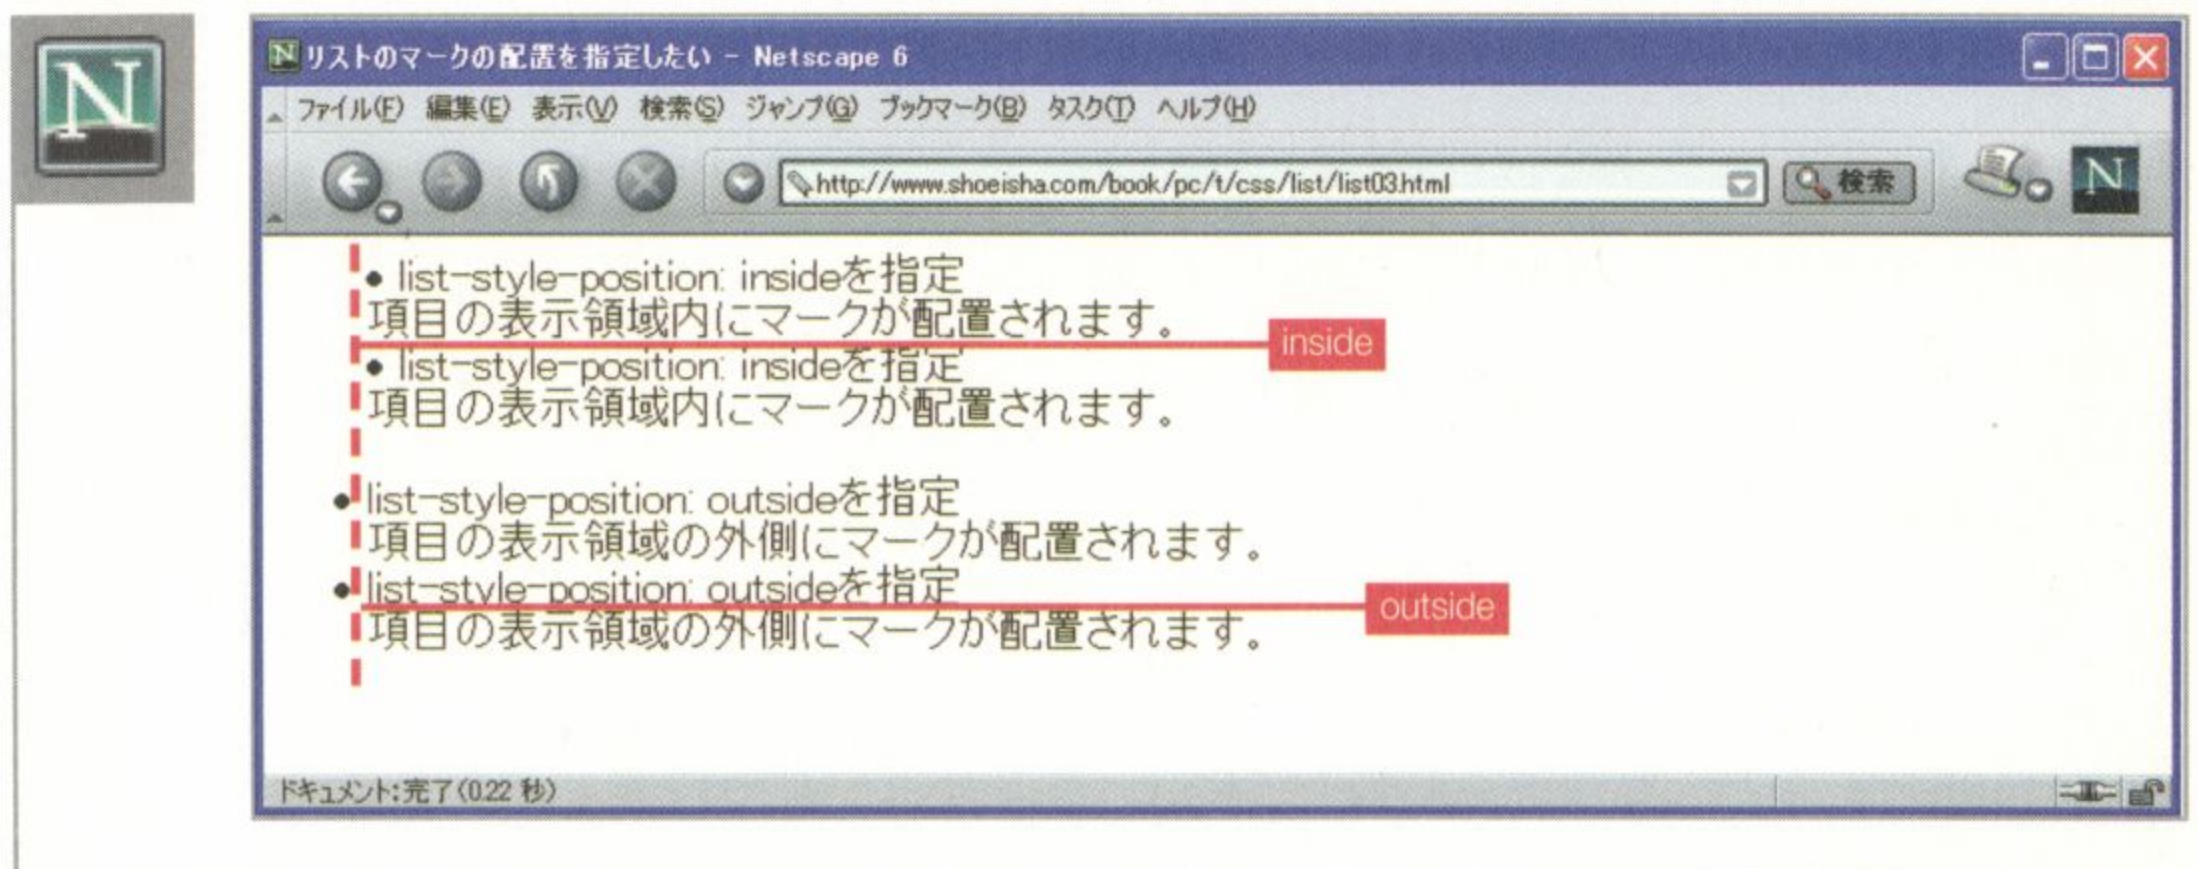 N
リストのマークの配置を指定したい - Netscape 6
ファイル(F) 編集(E) 表示(V) 検索(S) ジャンプ(G) ブックマーク(B) タスク(T) ヘルプ(H)
http://www.shoeisha.com/book/pc/t/css/list/list03.html 検索 N
• list-style-position: insideを指定
項目の表示領域内にマークが配置されます。
inside
• list-style-position: insideを指定
項目の表示領域内にマークが配置されます。
• list-style-position: outsideを指定
項目の表示領域の外側にマークが配置されます。
• list-style-position: outsideを指定
outside
項目の表示領域の外側にマークが配置されます。
ドキュメント:完了(0.22 秒)